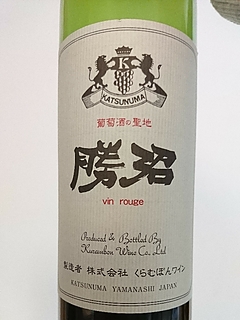 K
KATSUNUMA
葡萄酒の聖地
勝沼
vin rouge
Produced & Bottled By
Kurambon Wine Co., Ltd
製造者 株式会社 くらむぼんワイン
KATSUNUMA YAMANASHI JAPAN